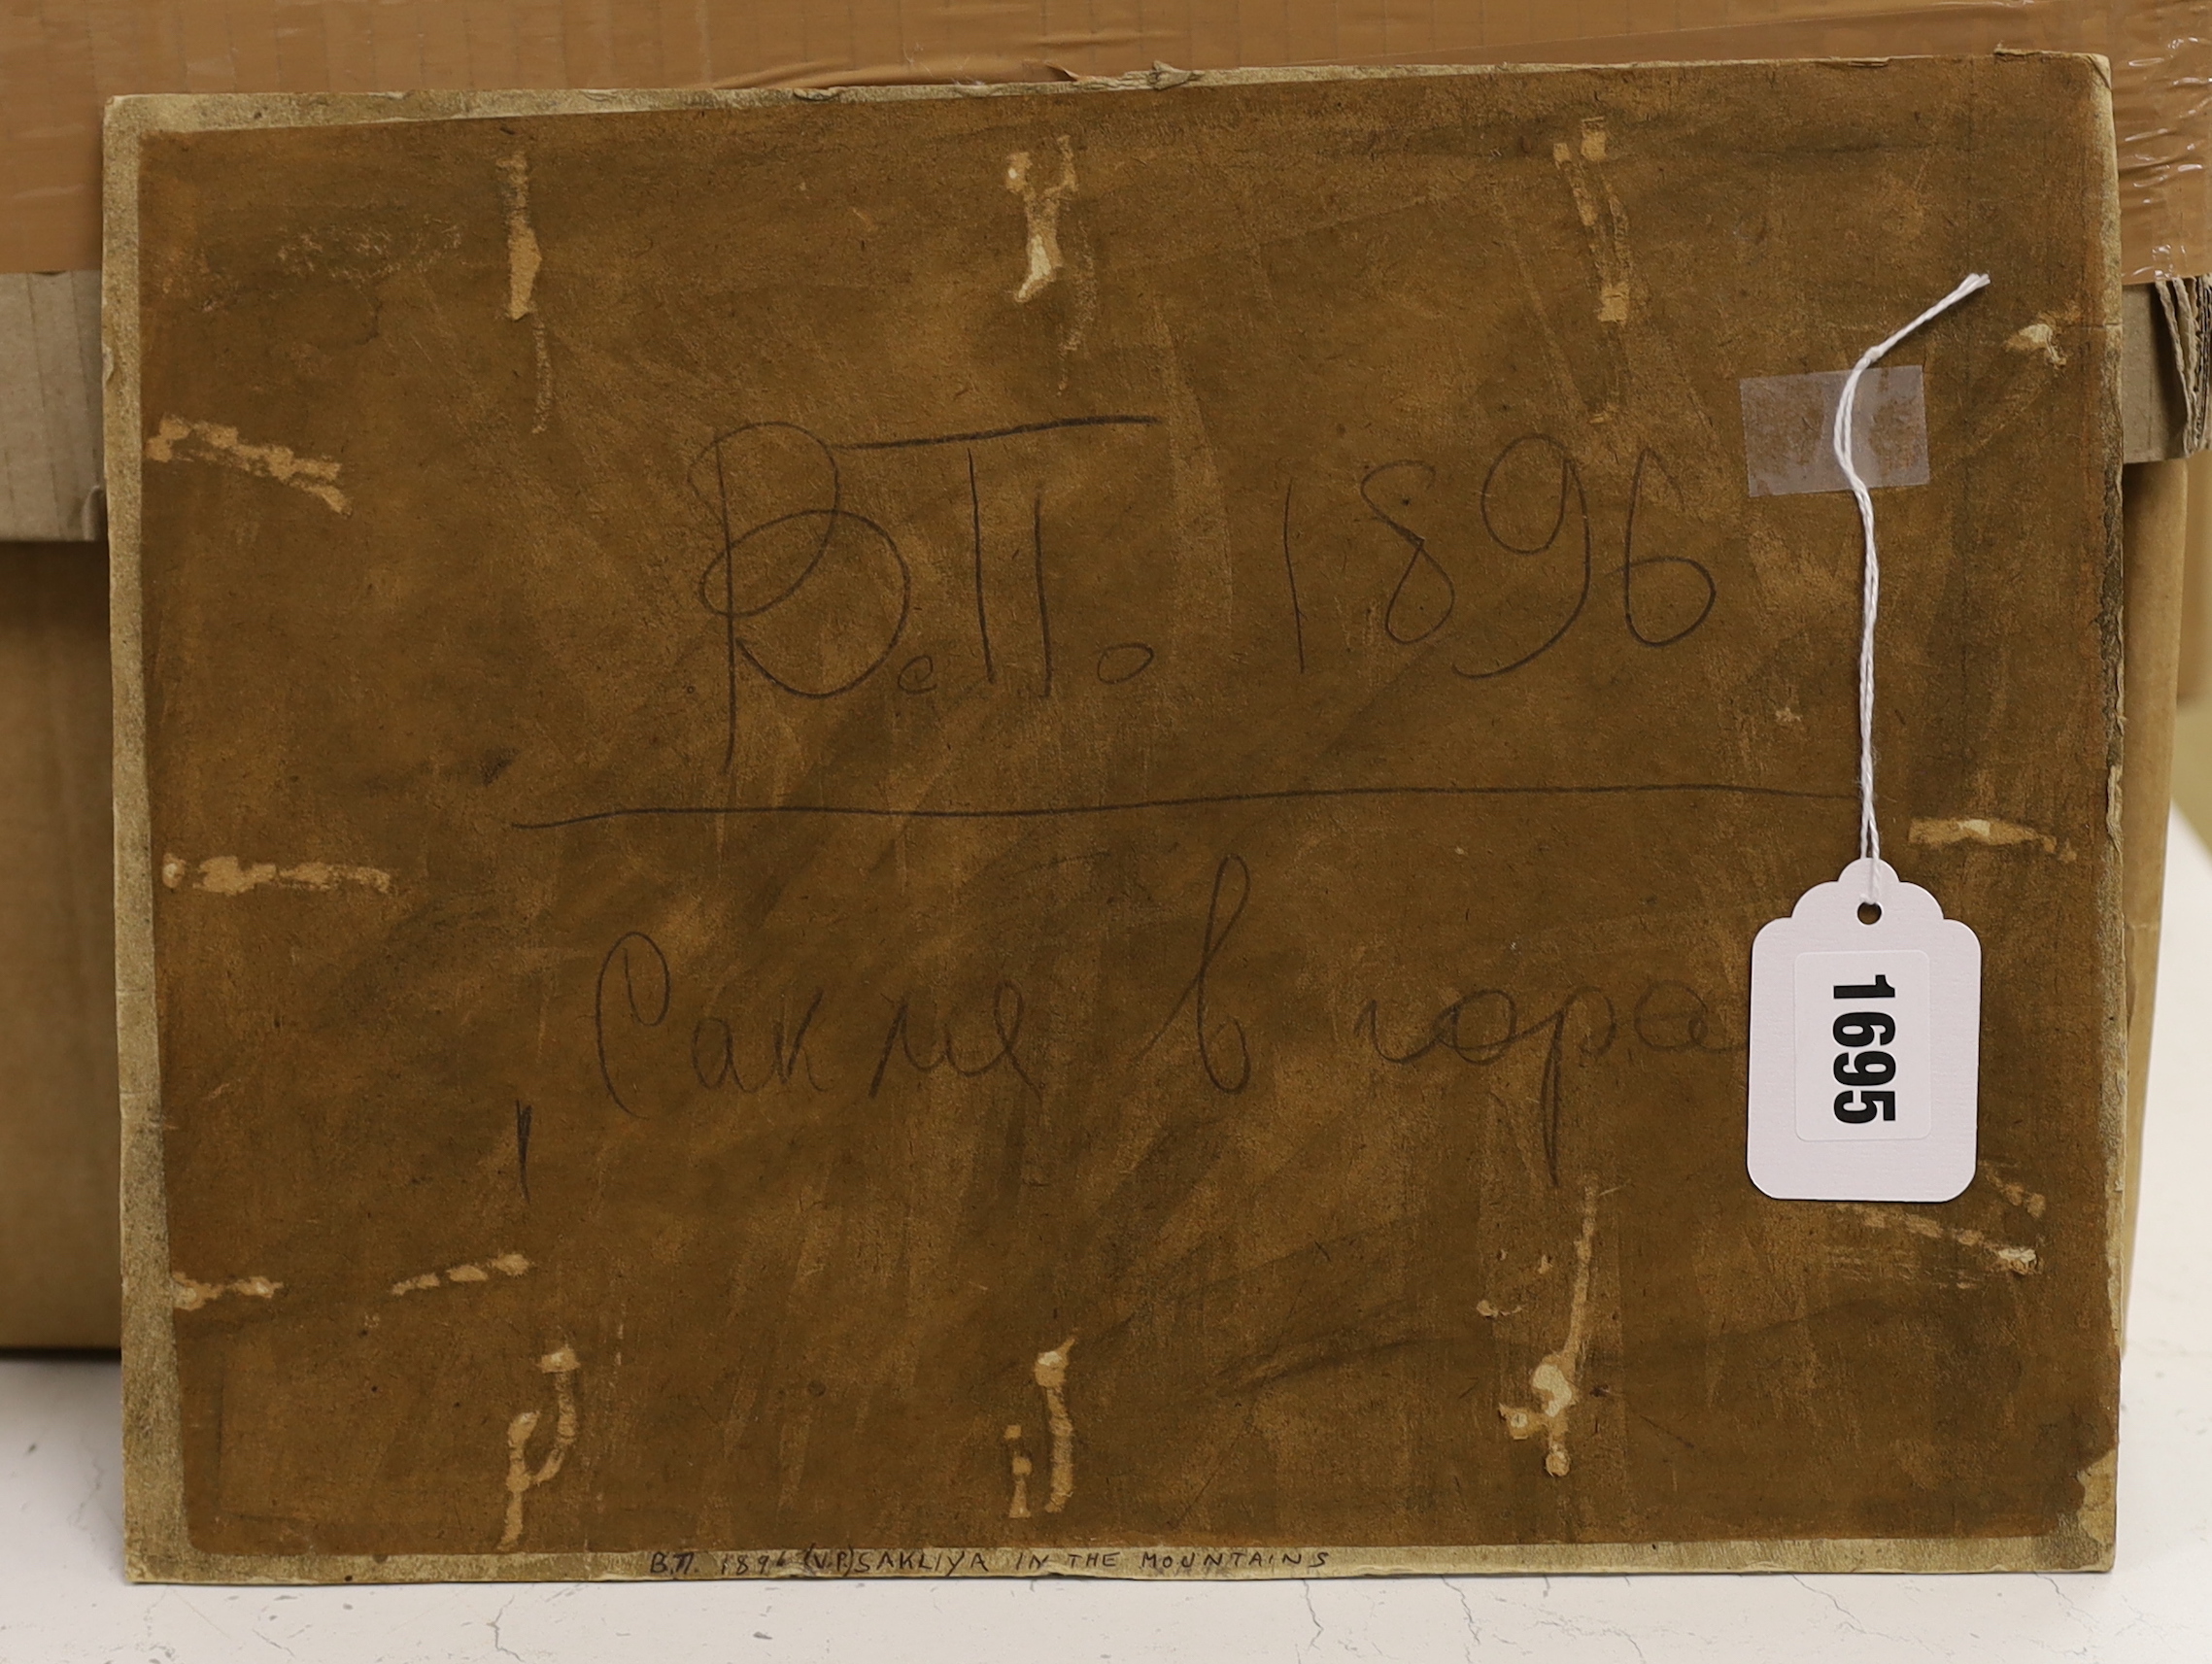 В.П. 1896
Сакля в гора
1695
В.П. 1896 (V.P.) SAKLIYA IN THE MOUNTAINS